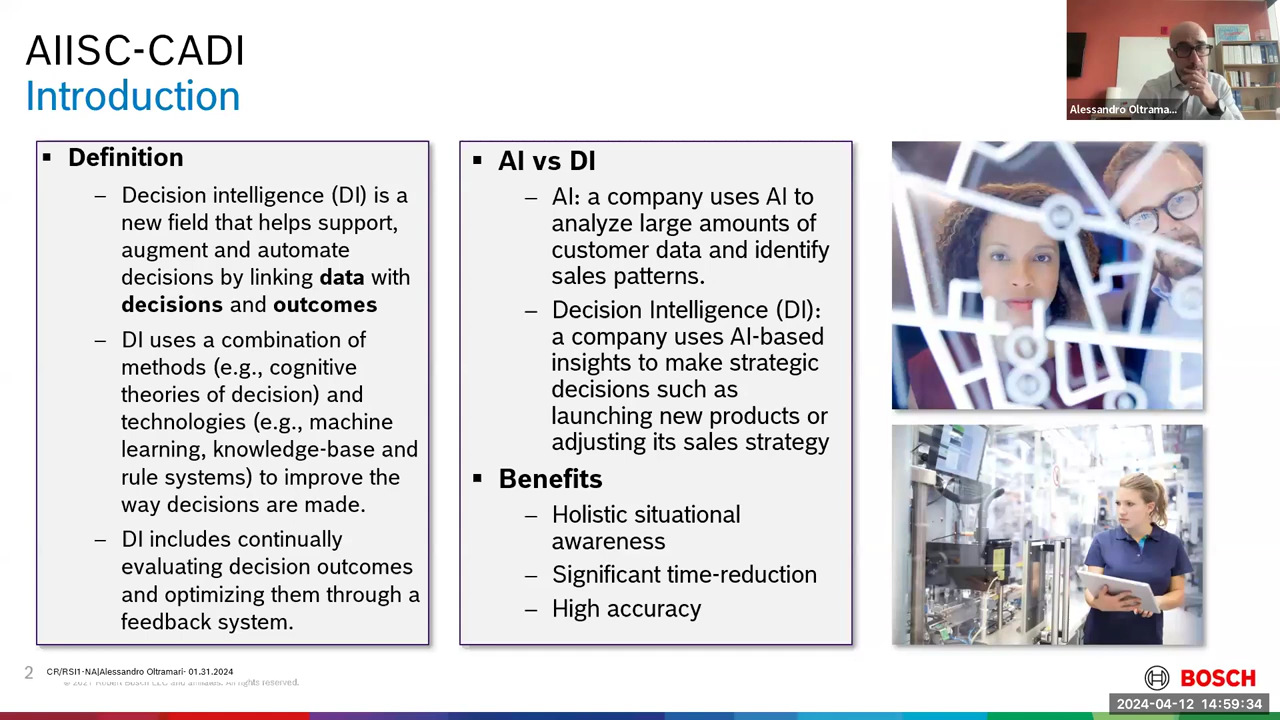 AIISC-CADI
Introduction
Alessandro Oltrama...
▪ Definition
– Decision intelligence (DI) is a
new field that helps support,
augment and automate
decisions by linking data with
decisions and outcomes
– DI uses a combination of
methods (e.g., cognitive
theories of decision) and
technologies (e.g., machine
learning, knowledge-base and
rule systems) to improve the
way decisions are made.
– DI includes continually
evaluating decision outcomes
and optimizing them through a
feedback system.
▪ AI vs DI
– AI: a company uses AI to
analyze large amounts of
customer data and identify
sales patterns.
– Decision Intelligence (DI):
a company uses AI-based
insights to make strategic
decisions such as
launching new products or
adjusting its sales strategy
▪ Benefits
– Holistic situational
awareness
– Significant time-reduction
– High accuracy
2
CR/RSI1-NA|Alessandro Oltramari- 01.31.2024
LLC and affiliates. All rights reserved.
BOSCH
2024-04-12 14:59:34